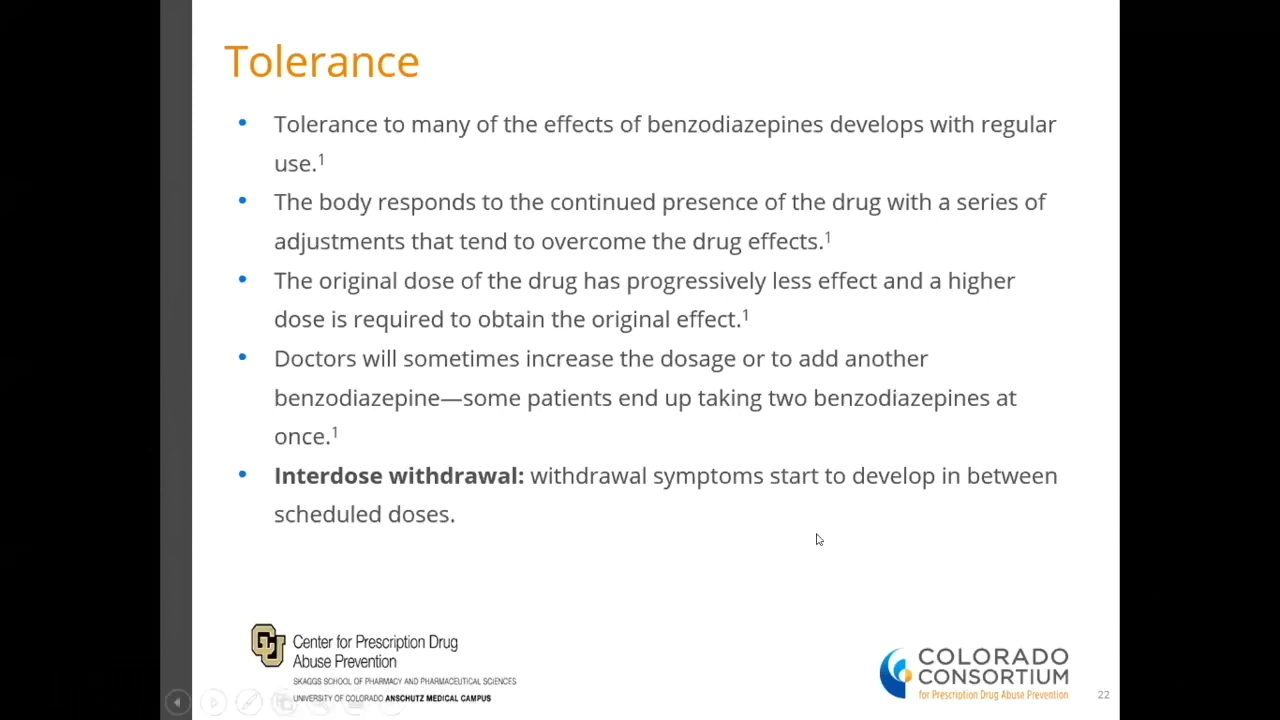 Tolerance
• Tolerance to many of the effects of benzodiazepines develops with regular
use.¹
• The body responds to the continued presence of the drug with a series of
adjustments that tend to overcome the drug effects.¹
• The original dose of the drug has progressively less effect and a higher
dose is required to obtain the original effect.¹
• Doctors will sometimes increase the dosage or to add another
benzodiazepine—some patients end up taking two benzodiazepines at
once.¹
• Interdose withdrawal: withdrawal symptoms start to develop in between
scheduled doses.
CU
Center for Prescription Drug
Abuse Prevention
SKAGGS SCHOOL OF PHARMACY AND PHARMACEUTICAL SCIENCES
UNIVERSITY OF COLORADO ANSCHUTZ MEDICAL CAMPUS
COLORADO
CONSORTIUM
for Prescription Drug Abuse Prevention
22